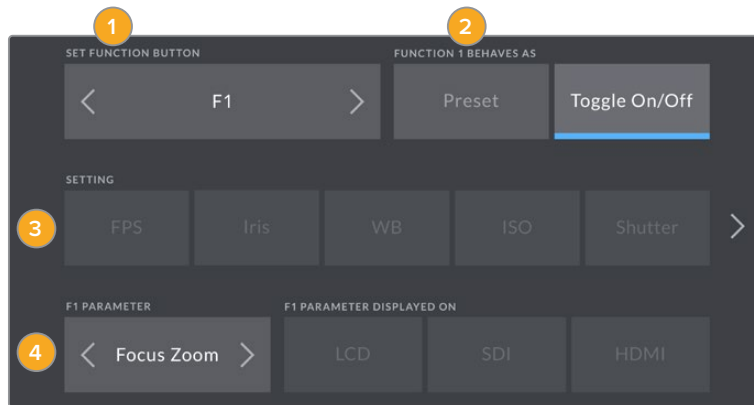 1 2
SET FUNCTION BUTTON FUNCTION 1 BEHAVES AS
F1 Preset Toggle On/Off
SETTING
3 FPS Iris WB ISO Shutter
F1 PARAMETER F1 PARAMETER DISPLAYED ON
4 Focus Zoom LCD SDI HDMI